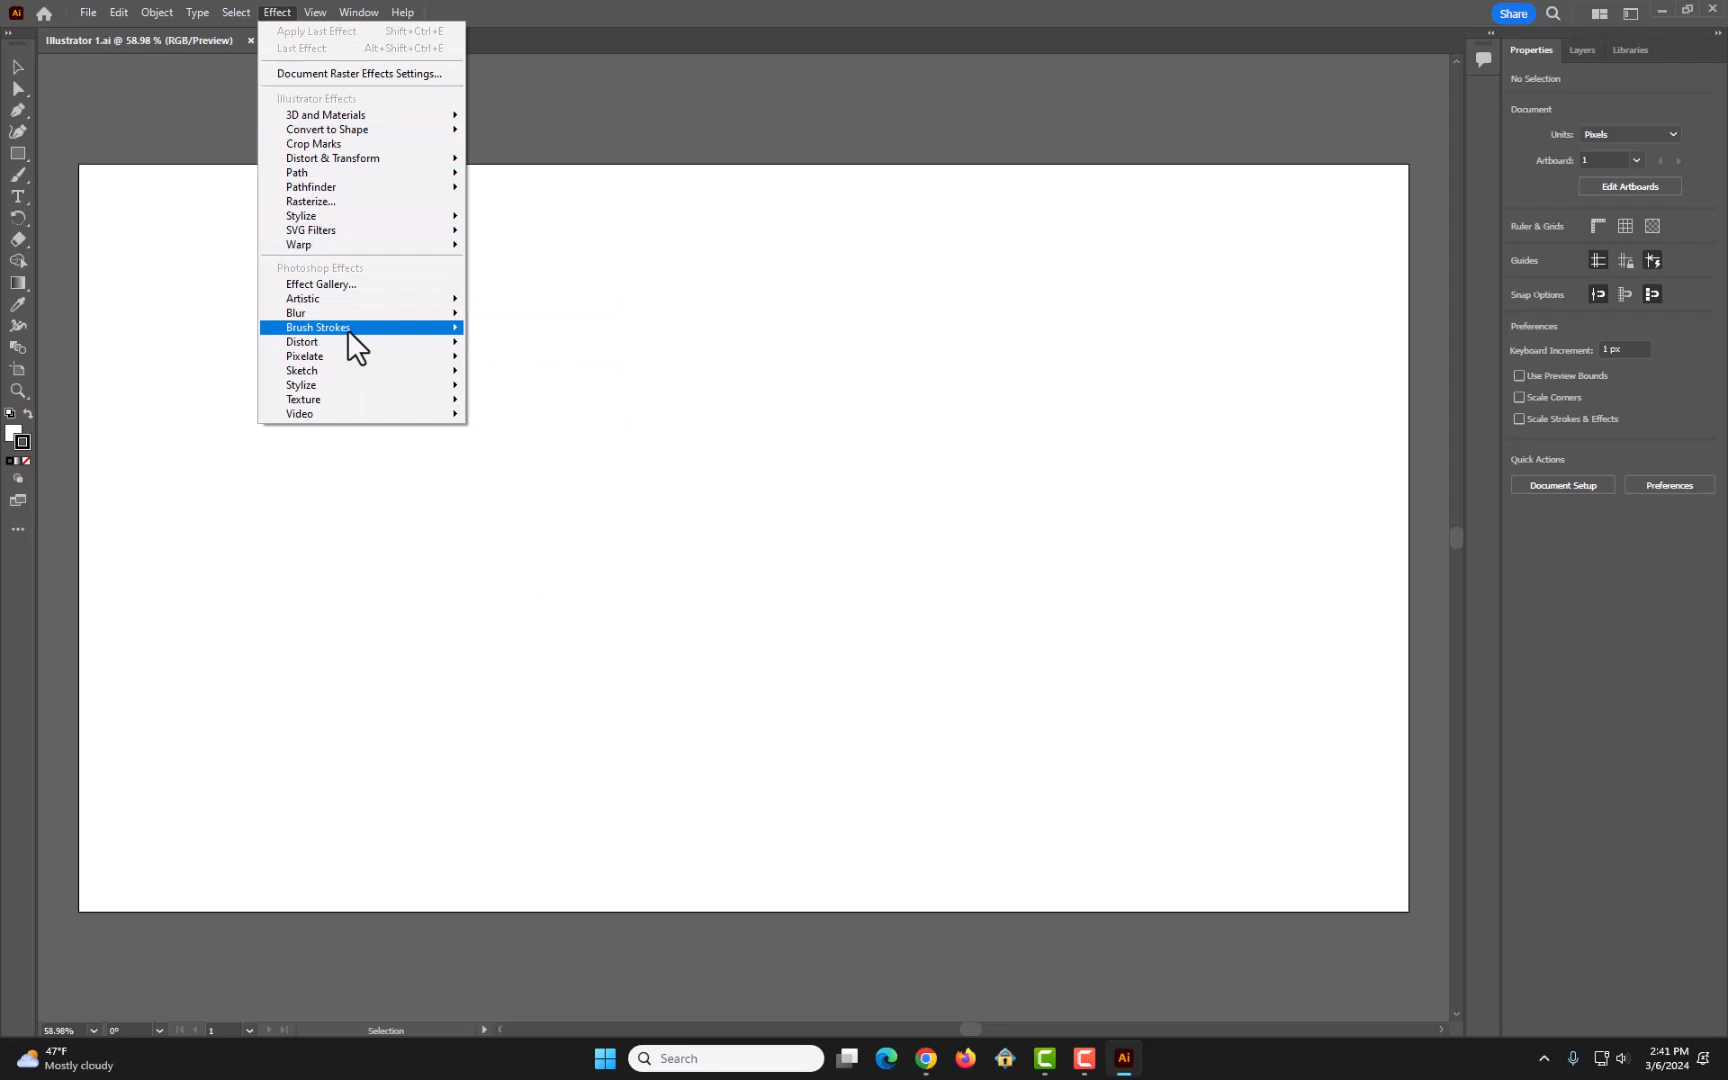 Ai File Edit Object Type Select Effect View Window Help Share
Illustrator 1.ai @ 58.98 % (RGB/Preview) ×
Apply Last Effect Shift+Ctrl+E
Last Effect Alt+Shift+Ctrl+E
Document Raster Effects Settings...
Illustrator Effects
3D and Materials
Convert to Shape
Crop Marks
Distort & Transform
Path
Pathfinder
Rasterize...
Stylize
SVG Filters
Warp
Photoshop Effects
Effect Gallery...
Artistic
Blur
Brush Strokes
Distort
Pixelate
Sketch
Stylize
Texture
Video
Properties Layers Libraries
No Selection
Document
Units: Pixels
Artboard: 1
Edit Artboards
Ruler & Grids
Guides
Snap Options
Preferences
Keyboard Increment: 1 px
Use Preview Bounds
Scale Corners
Scale Strokes & Effects
Quick Actions
Document Setup Preferences
58.98% 0° 1 Selection
47°F
Mostly cloudy
Search
Ai
2:41 PM
3/6/2024